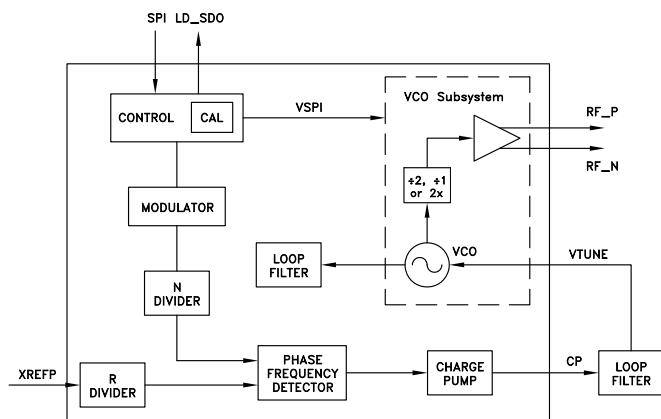 SPI LD_SDO
CONTROL
CAL
VSPI
VCO Subsystem
RF_P
RF_N
÷2, ÷1
or 2x
MODULATOR
LOOP
FILTER
VCO
VTUNE
N
DIVIDER
XREFP
R
DIVIDER
PHASE
FREQUENCY
DETECTOR
CHARGE
PUMP
CP
LOOP
FILTER